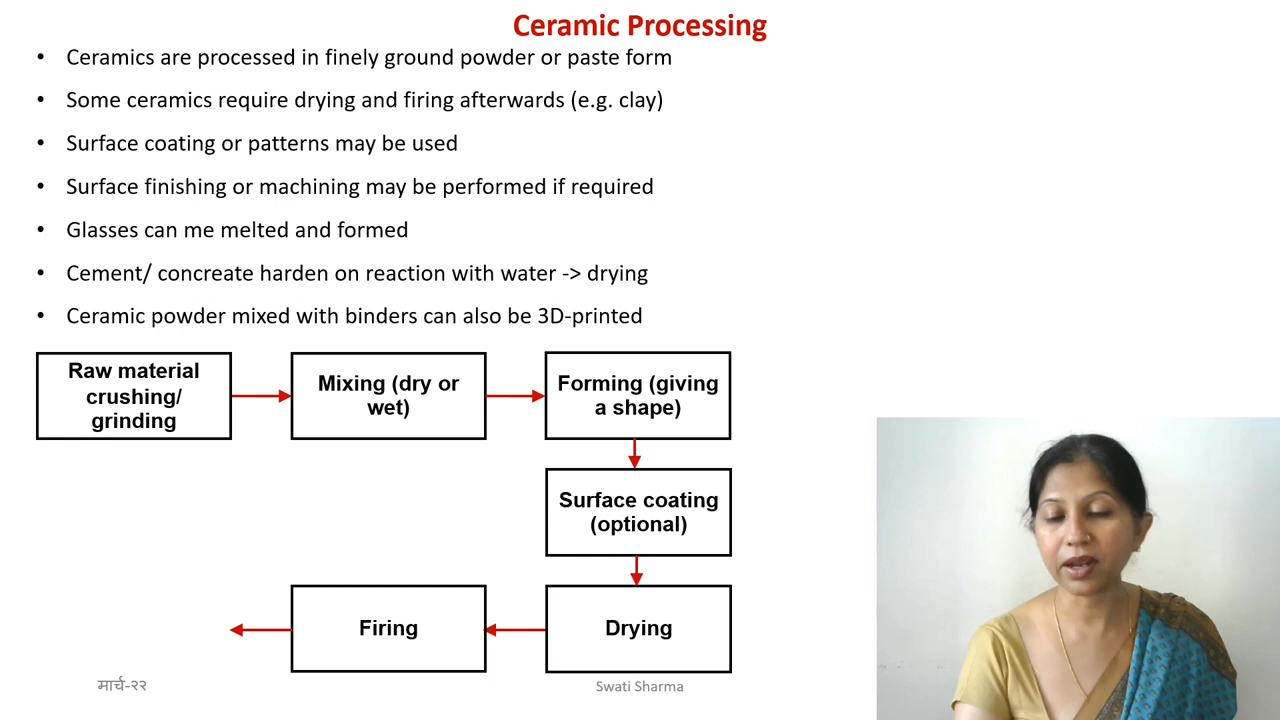 Ceramic Processing
• Ceramics are processed in finely ground powder or paste form
• Some ceramics require drying and firing afterwards (e.g. clay)
• Surface coating or patterns may be used
• Surface finishing or machining may be performed if required
• Glasses can me melted and formed
• Cement/ concreate harden on reaction with water -> drying
• Ceramic powder mixed with binders can also be 3D-printed
Raw material
crushing/
grinding
Mixing (dry or
wet)
Forming (giving
a shape)
Surface coating
(optional)
Drying
Firing
मार्च-२२
Swati Sharma